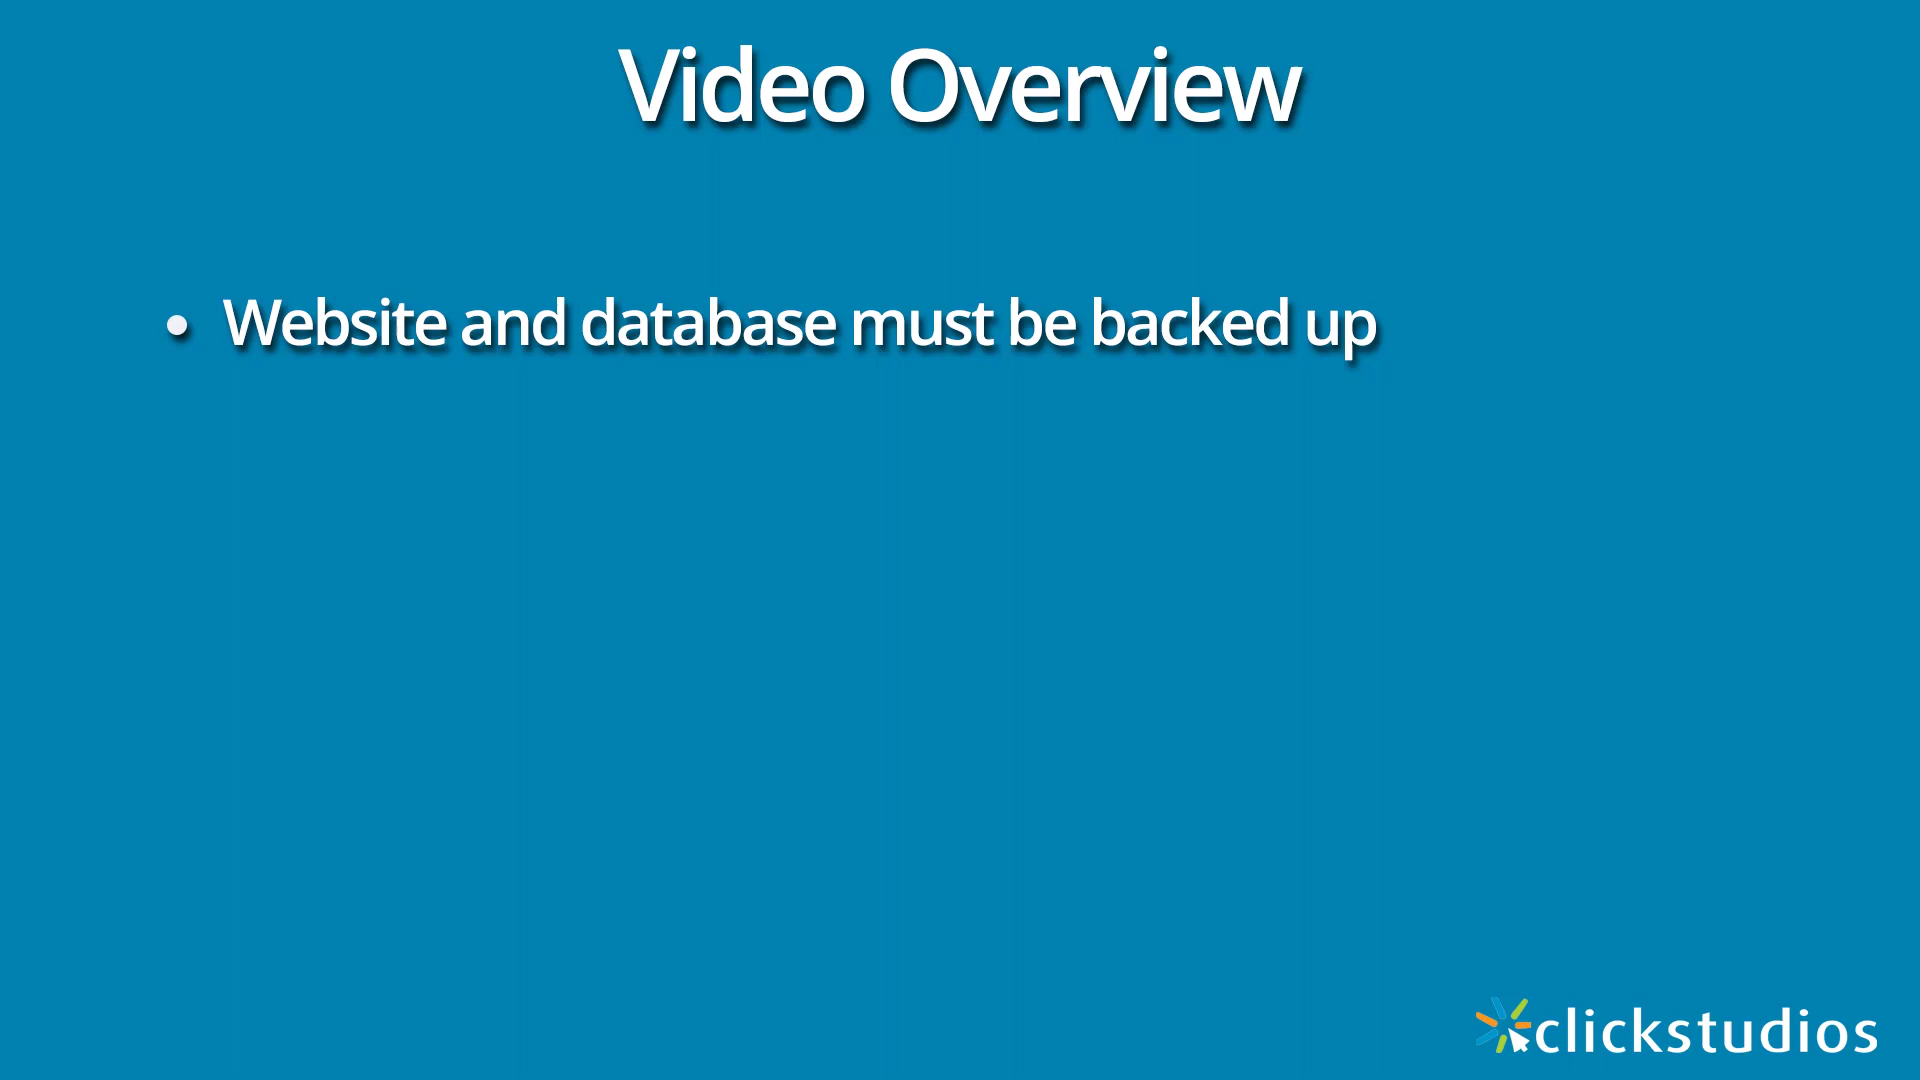 Video Overview
• Website and database must be backed up
clickstudios